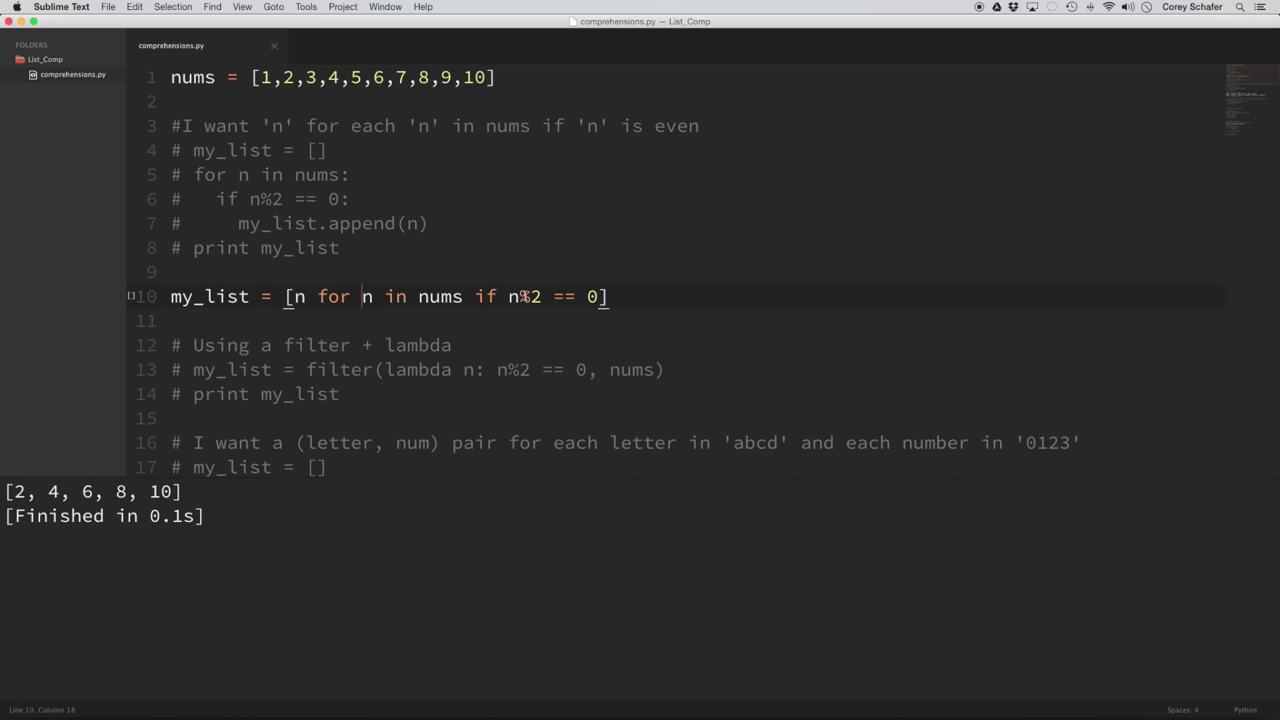 Sublime Text File Edit Selection Find View Goto Tools Project Window Help Corey Schafer
comprehensions.py — List_Comp
FOLDERS
List_Comp
comprehensions.py
comprehensions.py ×
1 nums = [1,2,3,4,5,6,7,8,9,10]
2
3 #I want 'n' for each 'n' in nums if 'n' is even
4 # my_list = []
5 # for n in nums:
6 #   if n%2 == 0:
7 #     my_list.append(n)
8 # print my_list
9
10 my_list = [n for n in nums if n%2 == 0]
11
12 # Using a filter + lambda
13 # my_list = filter(lambda n: n%2 == 0, nums)
14 # print my_list
15
16 # I want a (letter, num) pair for each letter in 'abcd' and each number in '0123'
17 # my_list = []
[2, 4, 6, 8, 10]
[Finished in 0.1s]
Line 10, Column 18 Spaces: 4 Python